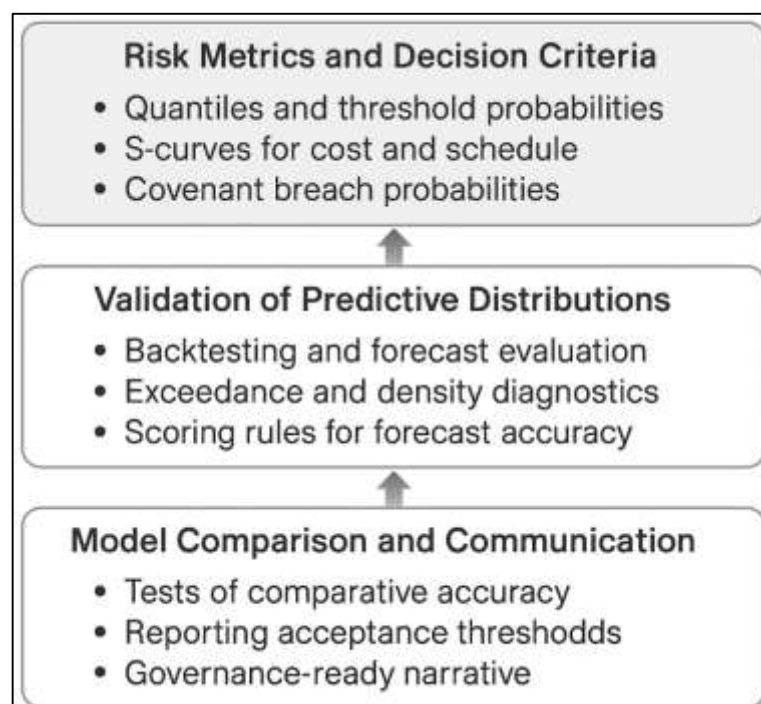 Risk Metrics and Decision Criteria
• Quantiles and threshold probabilities
• S-curves for cost and schedule
• Covenant breach probabilities
Validation of Predictive Distributions
• Backtesting and forecast evaluation
• Exceedance and density diagnostics
• Scoring rules for forecast accuracy
Model Comparison and Communication
• Tests of comparative accuracy
• Reporting acceptance thresholds
• Governance-ready narrative